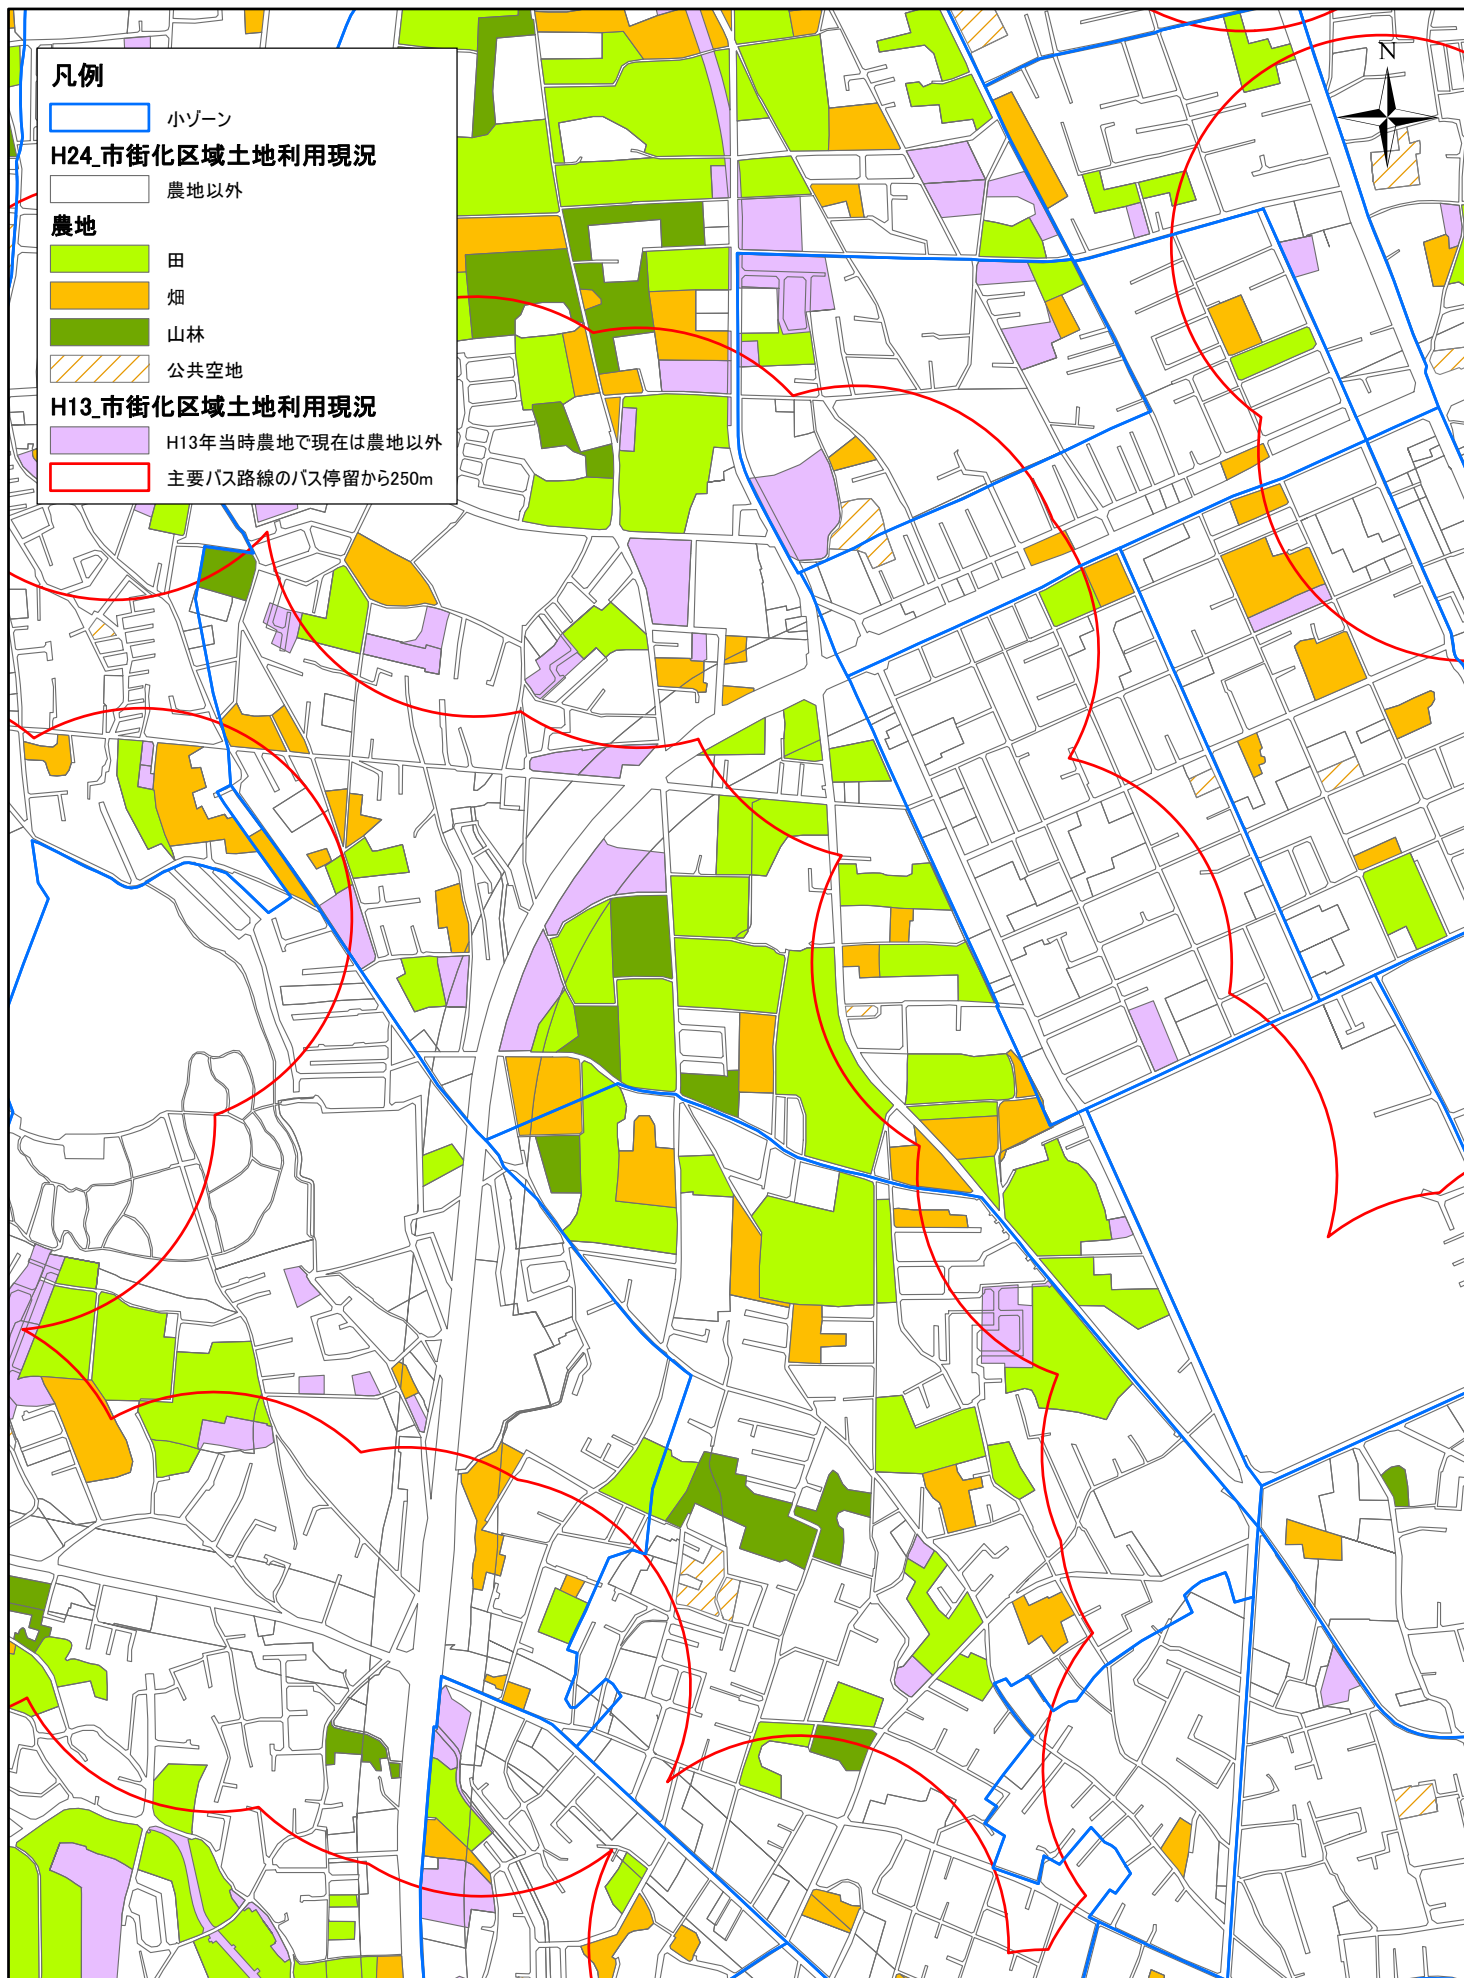 凡例
小ゾーン
H24_市街化区域土地利用現況
農地以外
農地
田
畑
山林
公共空地
H13_市街化区域土地利用現況
H13年当時農地で現在は農地以外
主要バス路線のバス停留から250m
N